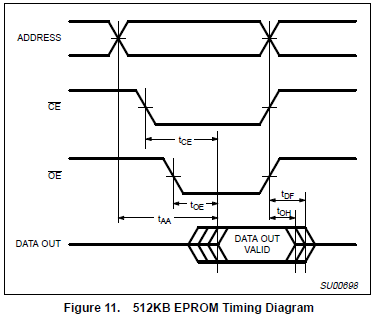 ADDRESS
CE
tCE
OE
tOE
tDF
tAA
tOH
DATA OUT
DATA OUT
VALID
SU00698
Figure 11. 512KB EPROM Timing Diagram